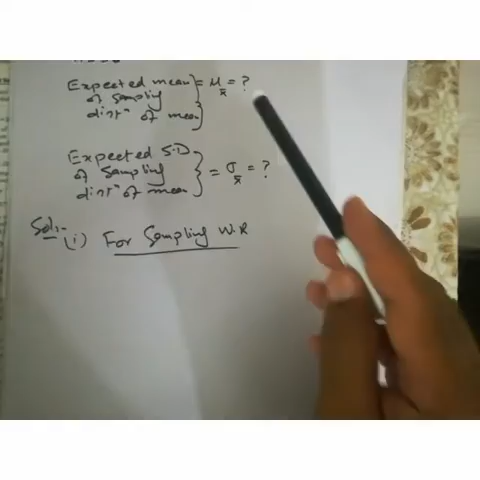 Expected mean } = μx̄ = ?
of sampling
distⁿ of mean
Expected S.D
of Sampling } = σx̄ = ?
distⁿ of mean
Solⁿ:- (i) For Sampling W.R